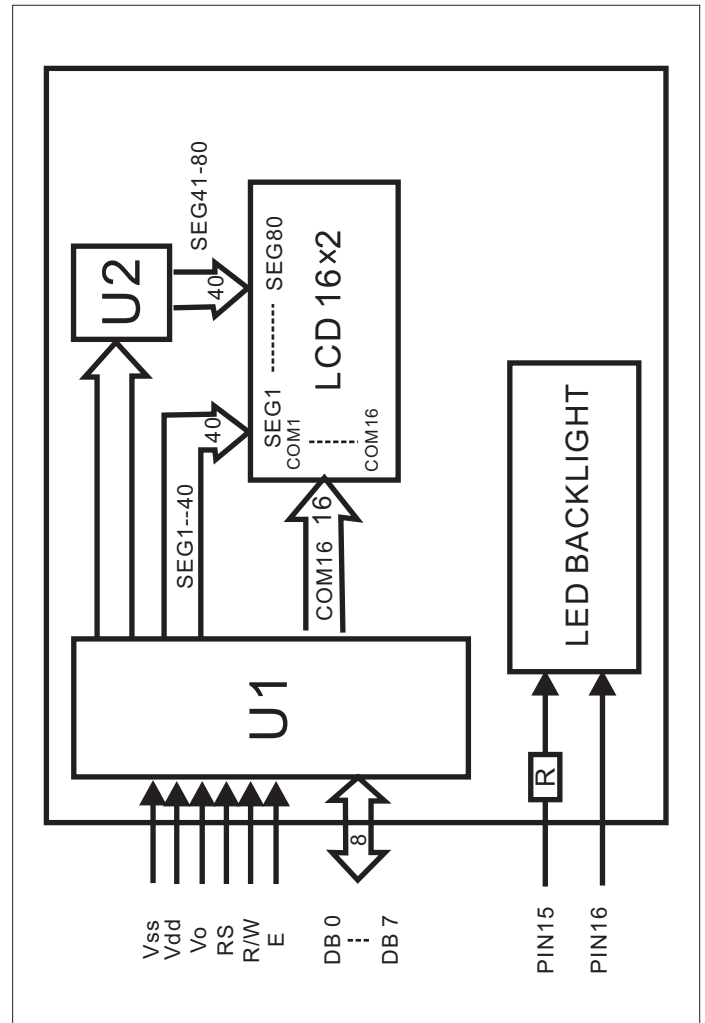 Vss
Vdd
Vo
RS
R/W
E
DB 0
DB 7
8
PIN15
PIN16
R
U1
SEG1--40
40
COM16
16
U2
SEG41-80
40
SEG1
SEG80
COM1
COM16
LCD 16×2
LED BACKLIGHT